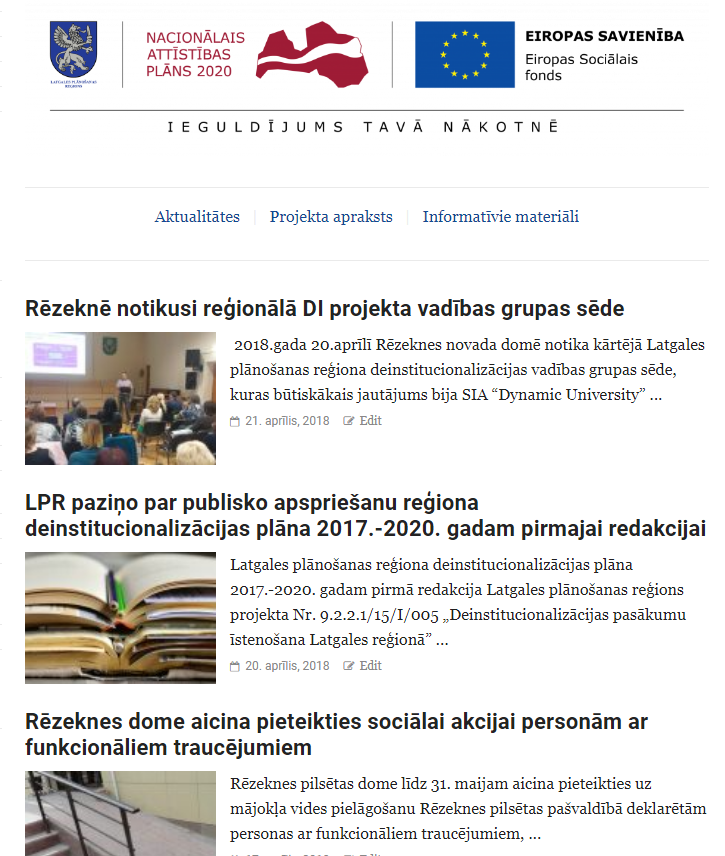 LATGALES PLĀNOŠANAS
REĢIONS
NACIONĀLAIS
ATTĪSTĪBAS
PLĀNS 2020
EIROPAS SAVIENĪBA
Eiropas Sociālais
fonds
IEGULDĪJUMS TAVĀ NĀKOTNĒ
Aktualitātes
Projekta apraksts
Informatīvie materiāli
Rēzeknē notikusi reģionālā DI projekta vadības grupas sēde
2018.gada 20.aprīlī Rēzeknes novada domē notika kārtējā Latgales
plānošanas reģiona deinstitucionalizācijas vadības grupas sēde,
kuras būtiskākais jautājums bija SIA “Dynamic University” ...
21. aprīlis, 2018 Edit
LPR paziņo par publisko apspriešanu reģiona
deinstitucionalizācijas plāna 2017.-2020. gadam pirmajai redakcijai
Latgales plānošanas reģiona deinstitucionalizācijas plāna
2017.-2020. gadam pirmā redakcija Latgales plānošanas reģions
projekta Nr. 9.2.2.1/15/I/005 „Deinstitucionalizācijas pasākumu
īstenošana Latgales reģionā” ...
20. aprīlis, 2018 Edit
Rēzeknes dome aicina pieteikties sociālai akcijai personām ar
funkcionāliem traucējumiem
Rēzeknes pilsētas dome līdz 31. maijam aicina pieteikties uz
mājokļa vides pielāgošanu Rēzeknes pilsētas pašvaldībā deklarētām
personas ar funkcionāliem traucējumiem, ...